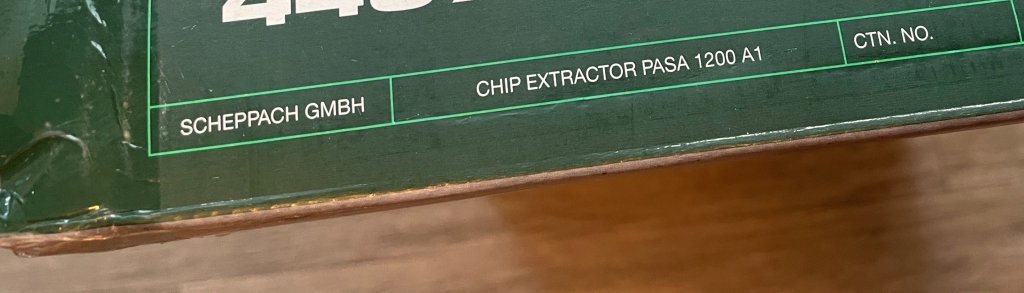 SCHEPPACH GMBH
CHIP EXTRACTOR PASA 1200 A1
CTN. NO.